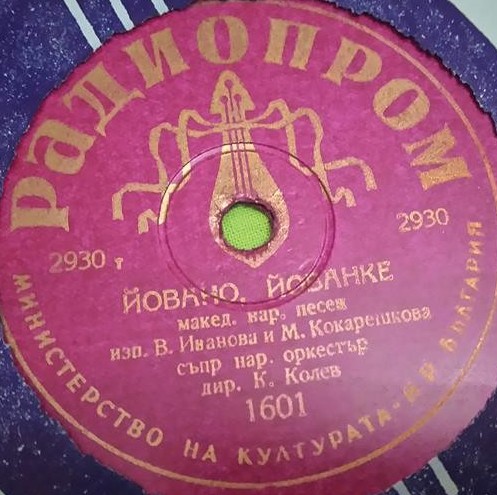 РАДИОПРОМ
2930 т
2930
ЙОВАНО, ЙОВАНКЕ
макед. нар. песен
изп. В. Иванова и М. Кокарешкова
съпр нар. оркестър
дир. К. Колев
1601
МИНИСТЕРСТВО НА КУЛТУРАТА - Н.Р. БЪЛГАРИЯ